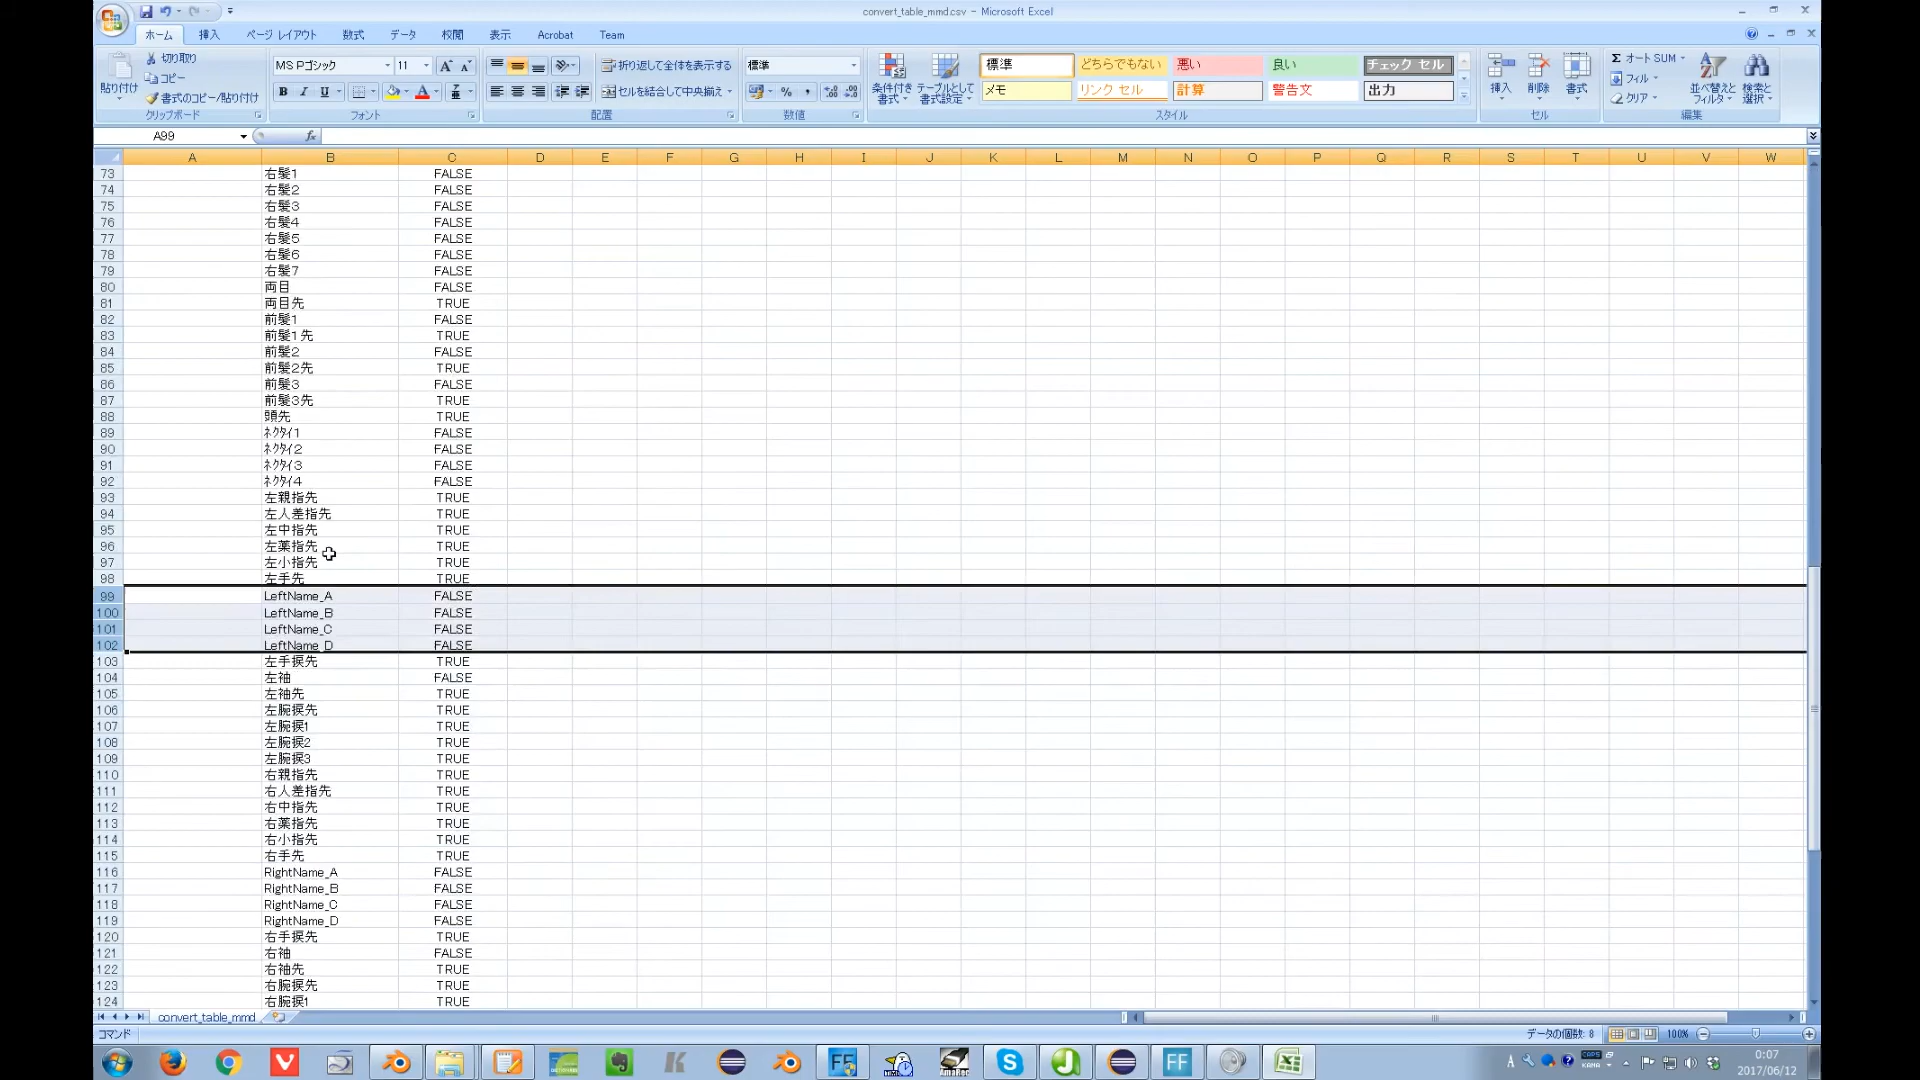 convert_table_mmd.csv - Microsoft Excel
ホーム 挿入 ページ レイアウト 数式 データ 校閲 表示 Acrobat Team
貼り付け 切り取り
コピー
書式のコピー/貼り付け
クリップボード
MS Pゴシック 11
B I U
フォント
折り返して全体を表示する
セルを結合して中央揃え
配置
標準
数値
条件付き書式 テーブルとして書式設定
標準 どちらでもない 悪い 良い チェック セル
メモ リンク セル 計算 警告文 出力
スタイル
挿入 削除 書式
セル
Σ オート SUM
フィル
クリア
並べ替えとフィルタ 検索と選択
編集
A99 fx
A B C D E F G H I J K L M N O P Q R S T U V W
73 右髪1 FALSE
74 右髪2 FALSE
75 右髪3 FALSE
76 右髪4 FALSE
77 右髪5 FALSE
78 右髪6 FALSE
79 右髪7 FALSE
80 両目 FALSE
81 両目先 TRUE
82 前髪1 FALSE
83 前髪1先 TRUE
84 前髪2 FALSE
85 前髪2先 TRUE
86 前髪3 FALSE
87 前髪3先 TRUE
88 頭先 TRUE
89 ネクタイ1 FALSE
90 ネクタイ2 FALSE
91 ネクタイ3 FALSE
92 ネクタイ4 FALSE
93 左親指先 TRUE
94 左人差指先 TRUE
95 左中指先 TRUE
96 左薬指先 TRUE
97 左小指先 TRUE
98 左手先 TRUE
99 LeftName_A FALSE
100 LeftName_B FALSE
101 LeftName_C FALSE
102 LeftName_D FALSE
103 左手捩先 TRUE
104 左袖 FALSE
105 左袖先 TRUE
106 左腕捩先 TRUE
107 左腕捩1 TRUE
108 左腕捩2 TRUE
109 左腕捩3 TRUE
110 右親指先 TRUE
111 右人差指先 TRUE
112 右中指先 TRUE
113 右薬指先 TRUE
114 右小指先 TRUE
115 右手先 TRUE
116 RightName_A FALSE
117 RightName_B FALSE
118 RightName_C FALSE
119 RightName_D FALSE
120 右手捩先 TRUE
121 右袖 FALSE
122 右袖先 TRUE
123 右腕捩先 TRUE
124 右腕捩1 TRUE
convert_table_mmd
コマンド データの個数: 8 100%
A CAPS KANA 0:07
2017/06/12